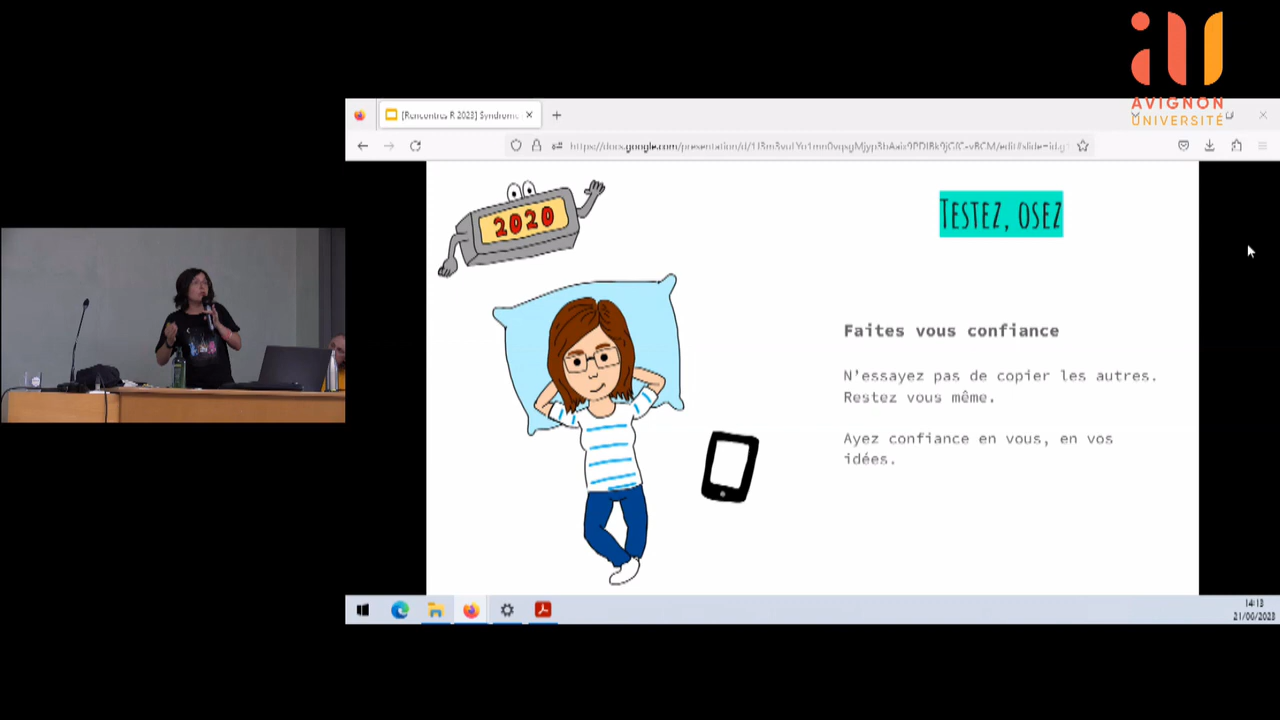 AVIGNON
UNIVERSITÉ
[Rencontres R 2023] Syndrome
2020
TESTEZ, OSEZ
Faites vous confiance
N'essayez pas de copier les autres.
Restez vous même.
Ayez confiance en vous, en vos
idées.
14:13
21/06/2023